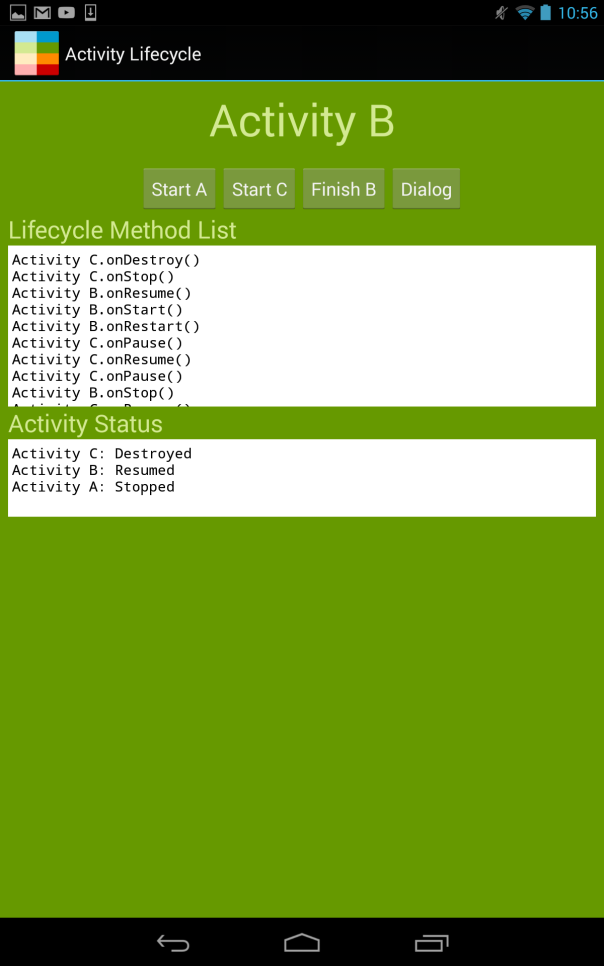 10:56
Activity Lifecycle
Activity B
Start A Start C Finish B Dialog
Lifecycle Method List
Activity C.onDestroy()
Activity C.onStop()
Activity B.onResume()
Activity B.onStart()
Activity B.onRestart()
Activity C.onPause()
Activity C.onResume()
Activity C.onPause()
Activity B.onStop()
Activity Status
Activity C: Destroyed
Activity B: Resumed
Activity A: Stopped